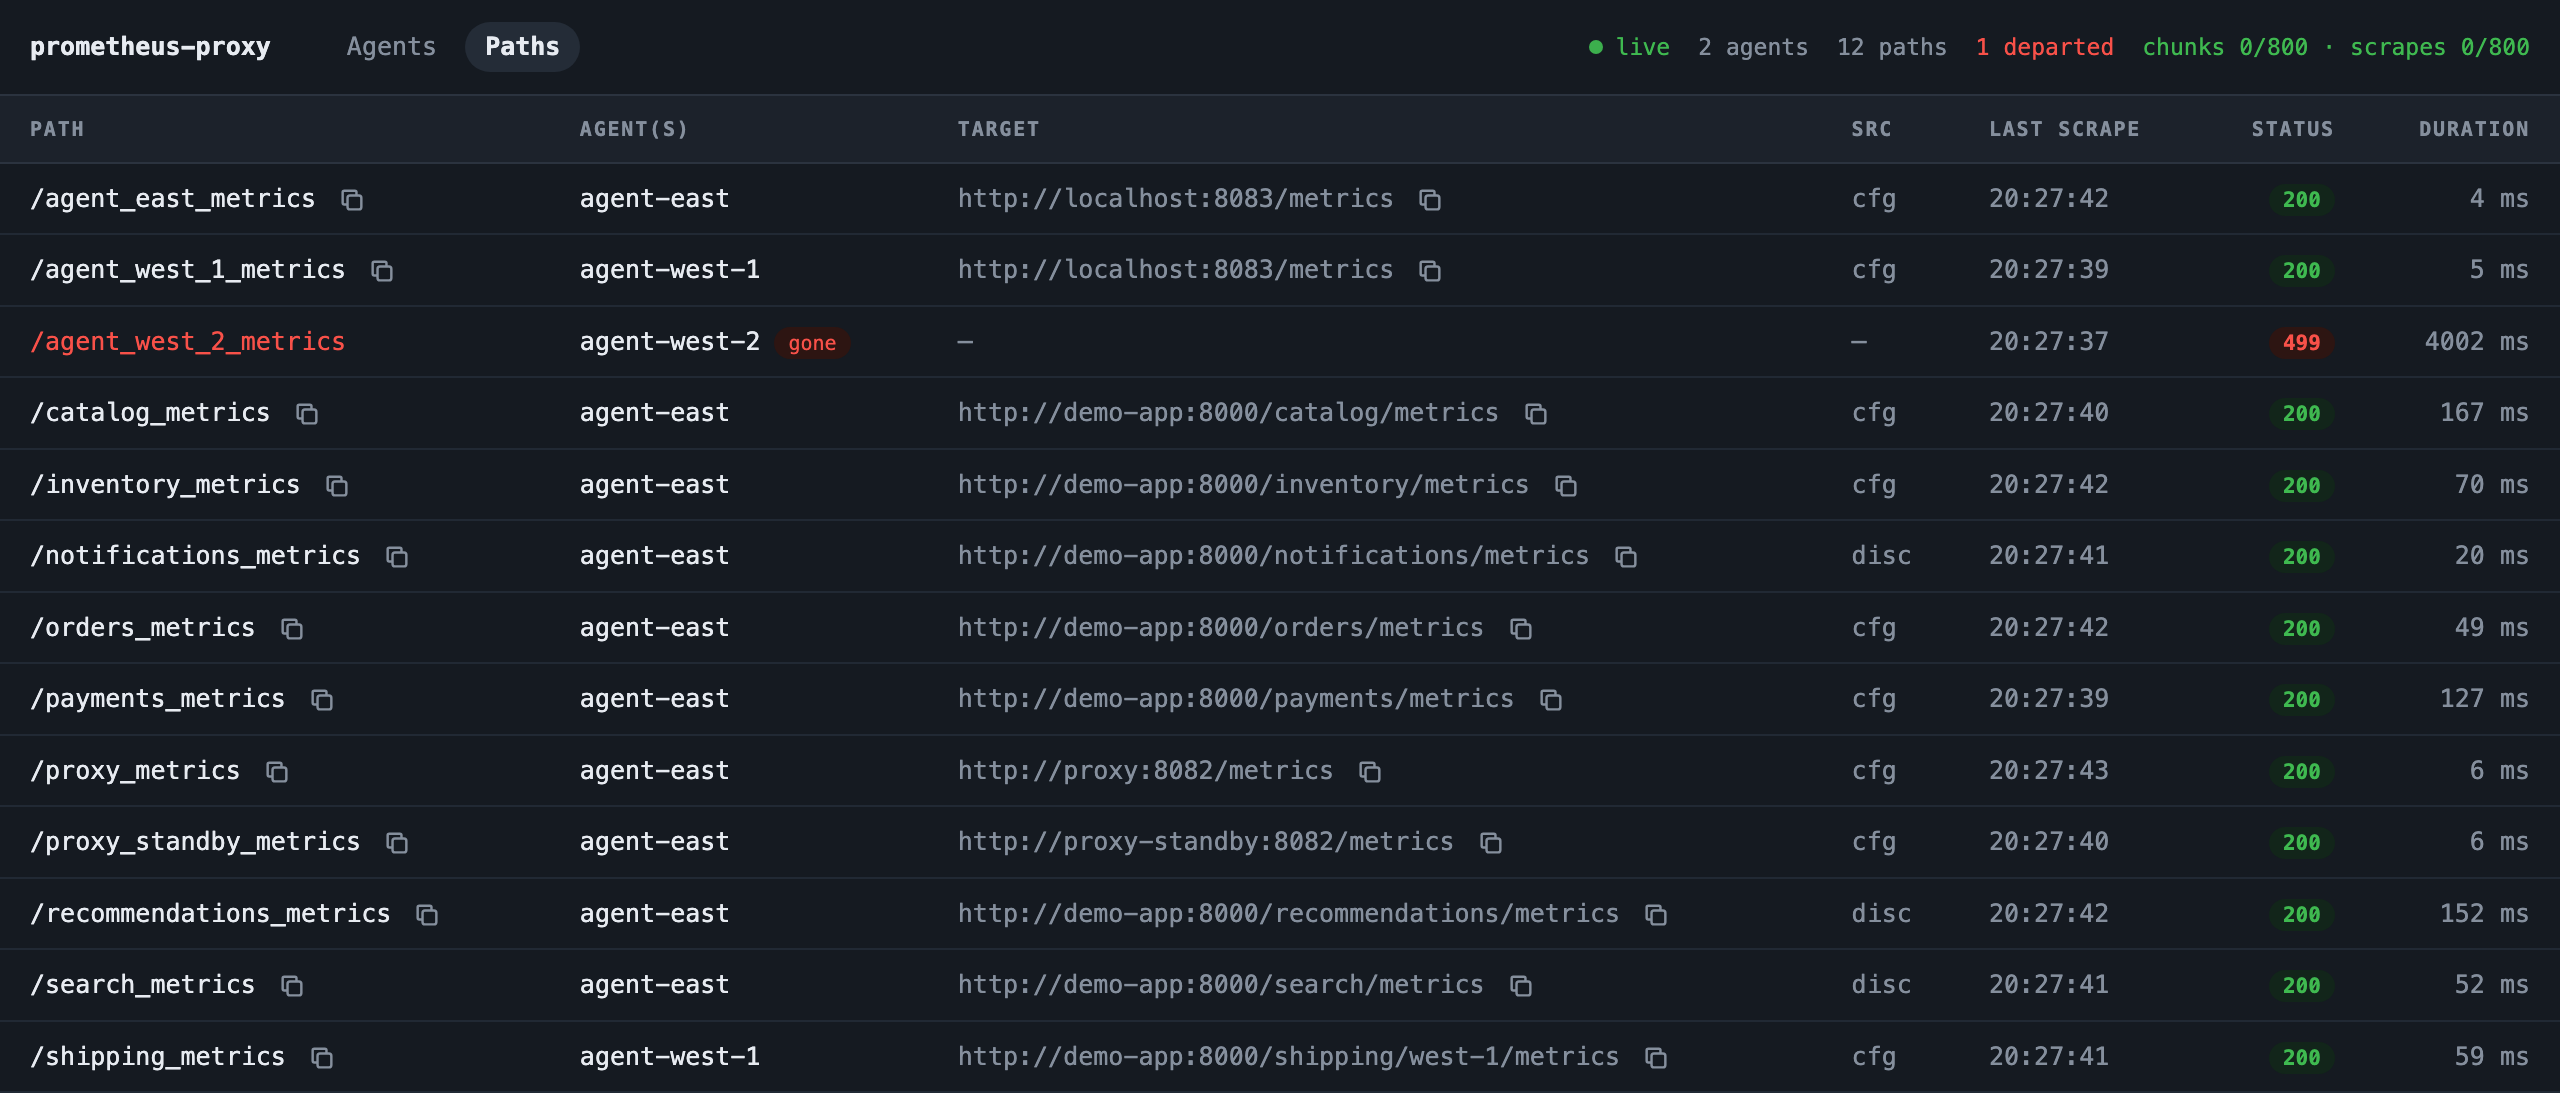 prometheus-proxy Agents Paths live 2 agents 12 paths 1 departed chunks 0/800 · scrapes 0/800
PATH AGENT(S) TARGET SRC LAST SCRAPE STATUS DURATION
/agent_east_metrics agent-east http://localhost:8083/metrics cfg 20:27:42 200 4 ms
/agent_west_1_metrics agent-west-1 http://localhost:8083/metrics cfg 20:27:39 200 5 ms
/agent_west_2_metrics agent-west-2 gone — — 20:27:37 499 4002 ms
/catalog_metrics agent-east http://demo-app:8000/catalog/metrics cfg 20:27:40 200 167 ms
/inventory_metrics agent-east http://demo-app:8000/inventory/metrics cfg 20:27:42 200 70 ms
/notifications_metrics agent-east http://demo-app:8000/notifications/metrics disc 20:27:41 200 20 ms
/orders_metrics agent-east http://demo-app:8000/orders/metrics cfg 20:27:42 200 49 ms
/payments_metrics agent-east http://demo-app:8000/payments/metrics cfg 20:27:39 200 127 ms
/proxy_metrics agent-east http://proxy:8082/metrics cfg 20:27:43 200 6 ms
/proxy_standby_metrics agent-east http://proxy-standby:8082/metrics cfg 20:27:40 200 6 ms
/recommendations_metrics agent-east http://demo-app:8000/recommendations/metrics disc 20:27:42 200 152 ms
/search_metrics agent-east http://demo-app:8000/search/metrics disc 20:27:41 200 52 ms
/shipping_metrics agent-west-1 http://demo-app:8000/shipping/west-1/metrics cfg 20:27:41 200 59 ms